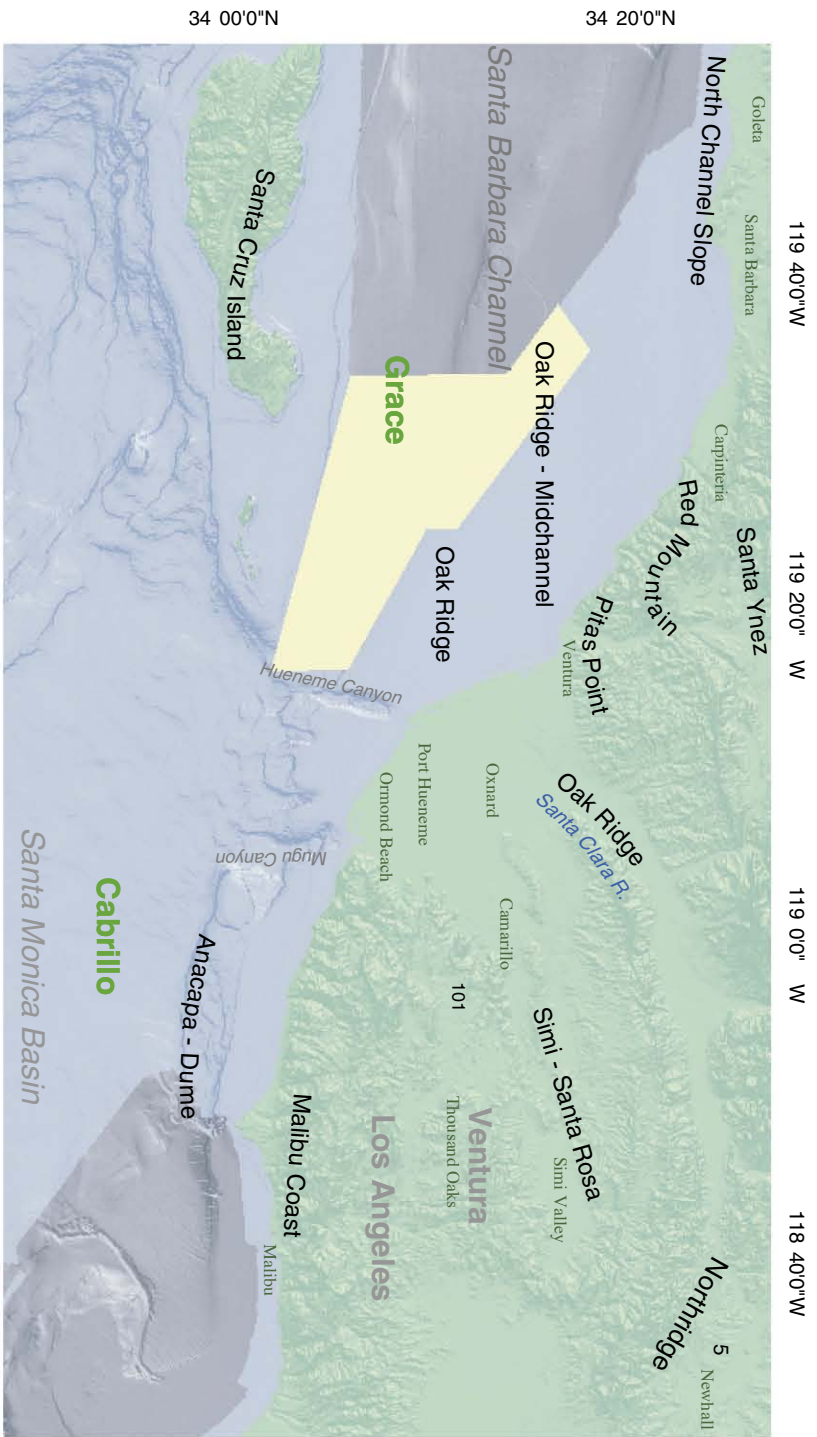 34 00'0"N
34 20'0"N
119 40'0"W
119 20'0" W
119 0'0" W
118 40'0"W
Goleta
North Channel Slope
Santa Barbara
Santa Barbara Channel
Santa Cruz Island
Carpinteria
Santa Ynez
Red Mountain
Pitas Point
Ventura
Oak Ridge - Midchannel
Grace
Oak Ridge
Hueneme Canyon
Oak Ridge
Santa Clara R.
Oxnard
Port Hueneme
Ormond Beach
Mugu Canyon
Camarillo
101
Cabrillo
Santa Monica Basin
Anacapa - Dume
Simi - Santa Rosa
Simi Valley
Ventura
Thousand Oaks
Los Angeles
Malibu Coast
Malibu
Northridge
5
Newhall